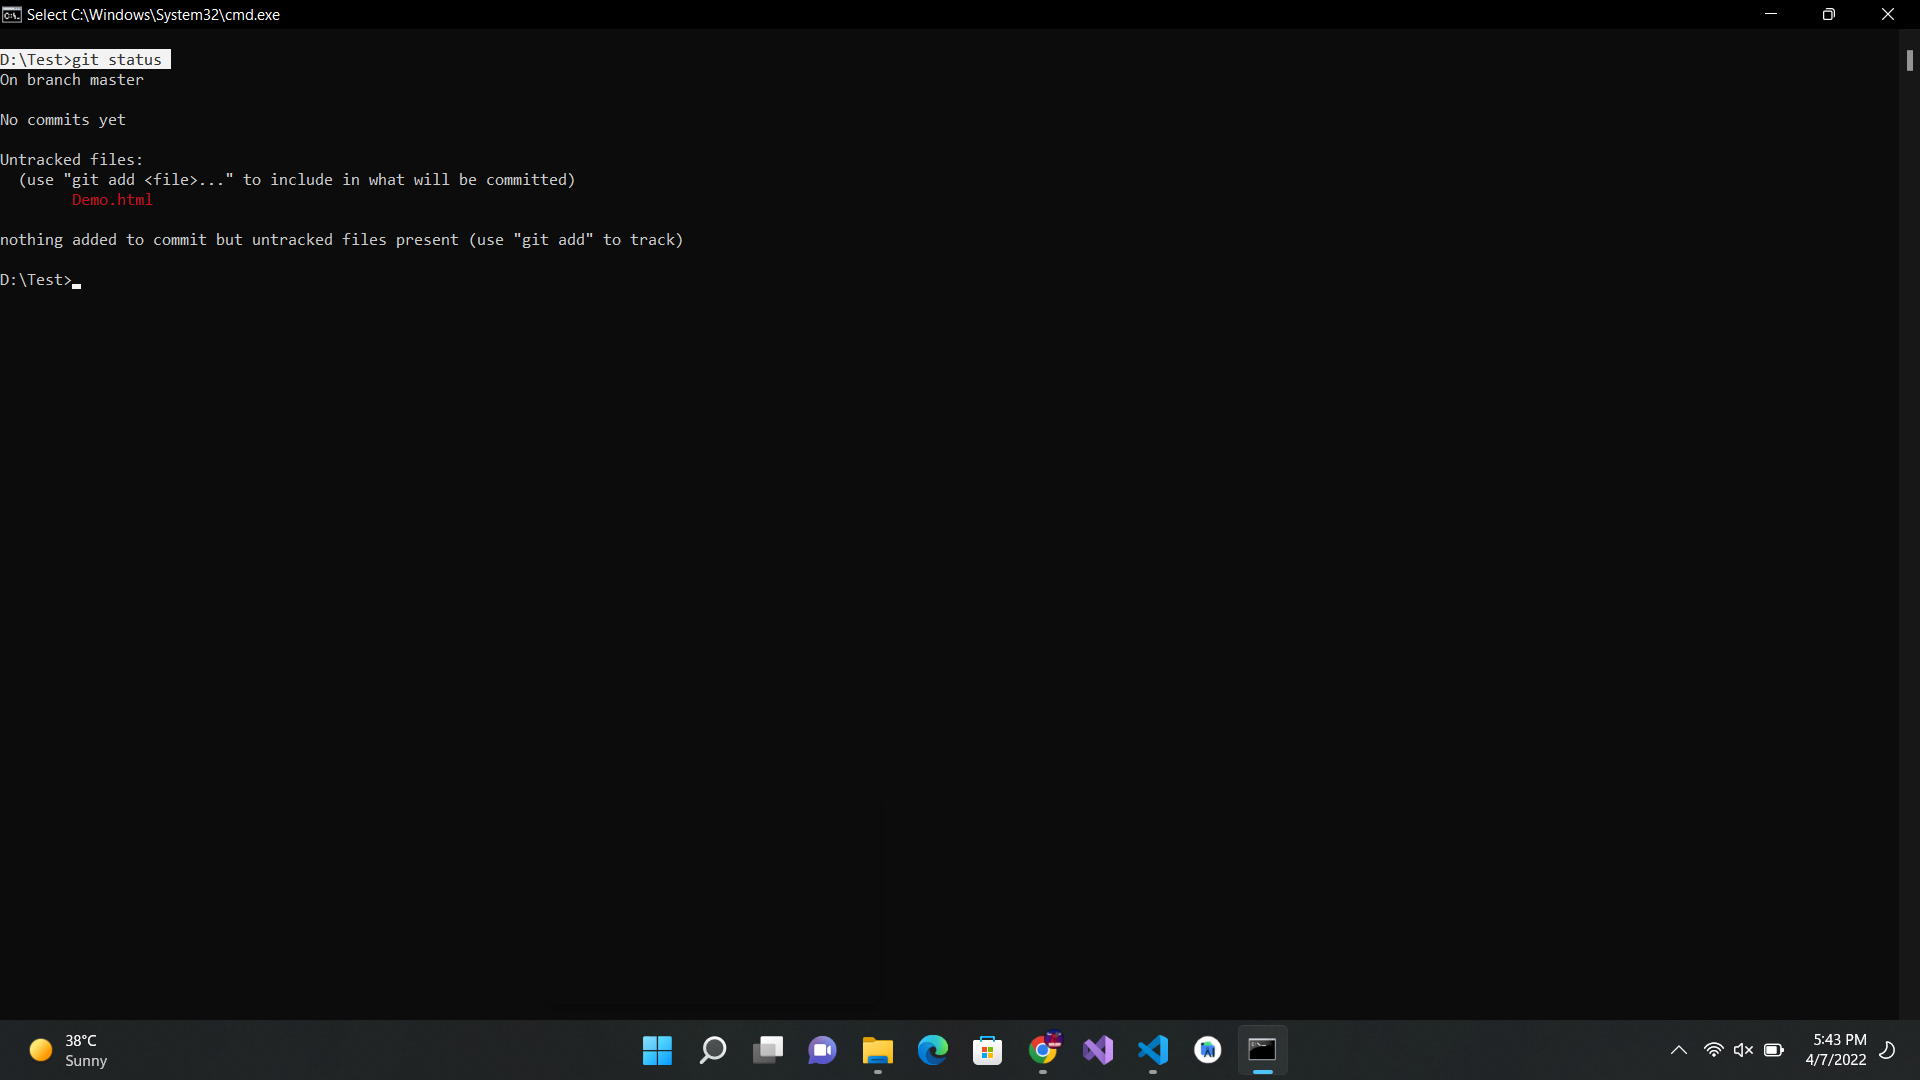 Select C:\Windows\System32\cmd.exe
D:\Test>git status
On branch master
No commits yet
Untracked files:
(use "git add <file>..." to include in what will be committed)
Demo.html
nothing added to commit but untracked files present (use "git add" to track)
D:\Test>
38°C
Sunny
5:43 PM
4/7/2022